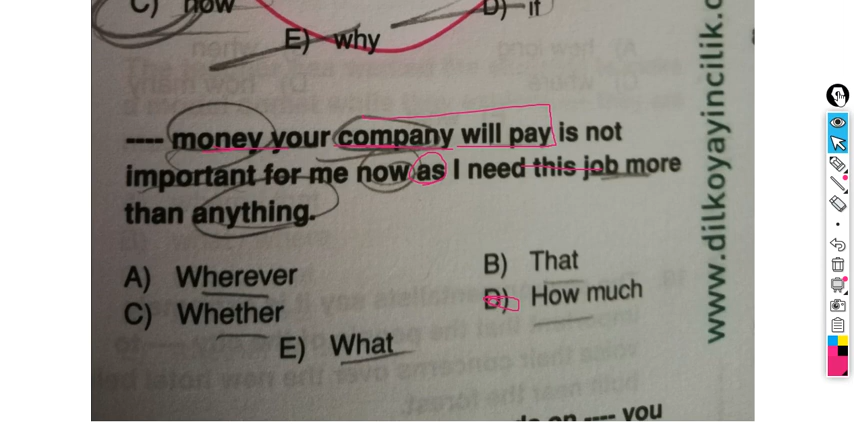 C) how
D) if
E) why
---- money your company will pay is not
important for me now as I need this job more
than anything.
A) Wherever
B) That
C) Whether
D) How much
E) What
---- you
www.dilkoyayincilik.c